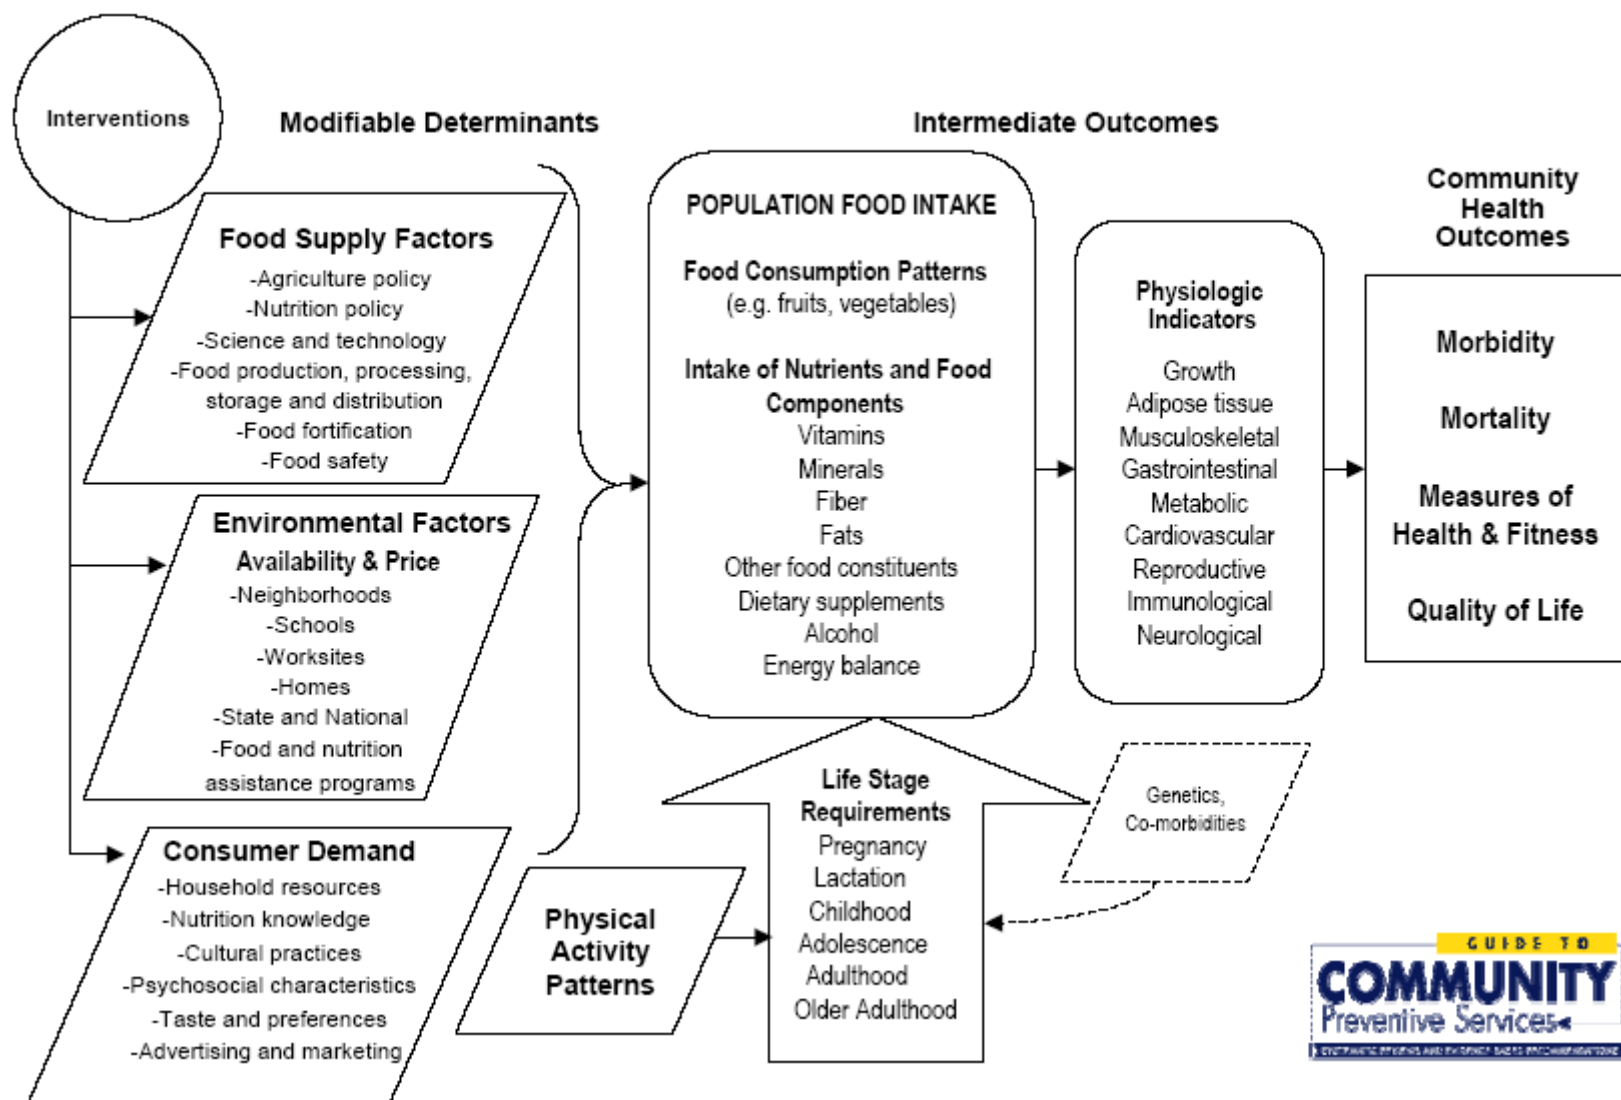 Interventions
Modifiable Determinants
Intermediate Outcomes
Community
Health
Outcomes
Food Supply Factors
-Agriculture policy
-Nutrition policy
-Science and technology
-Food production, processing,
storage and distribution
-Food fortification
-Food safety
Environmental Factors
Availability & Price
-Neighborhoods
-Schools
-Worksites
-Homes
-State and National
-Food and nutrition
assistance programs
Consumer Demand
-Household resources
-Nutrition knowledge
-Cultural practices
-Psychosocial characteristics
-Taste and preferences
-Advertising and marketing
POPULATION FOOD INTAKE
Food Consumption Patterns
(e.g. fruits, vegetables)
Intake of Nutrients and Food
Components
Vitamins
Minerals
Fiber
Fats
Other food constituents
Dietary supplements
Alcohol
Energy balance
Physiologic
Indicators
Growth
Adipose tissue
Musculoskeletal
Gastrointestinal
Metabolic
Cardiovascular
Reproductive
Immunological
Neurological
Morbidity
Mortality
Measures of
Health & Fitness
Quality of Life
Physical
Activity
Patterns
Life Stage
Requirements
Pregnancy
Lactation
Childhood
Adolescence
Adulthood
Older Adulthood
Genetics,
Co-morbidities
GUIDE TO
COMMUNITY
Preventive Services
SYSTEMATIC REVIEWS AND EVIDENCE BASED RECOMMENDATIONS